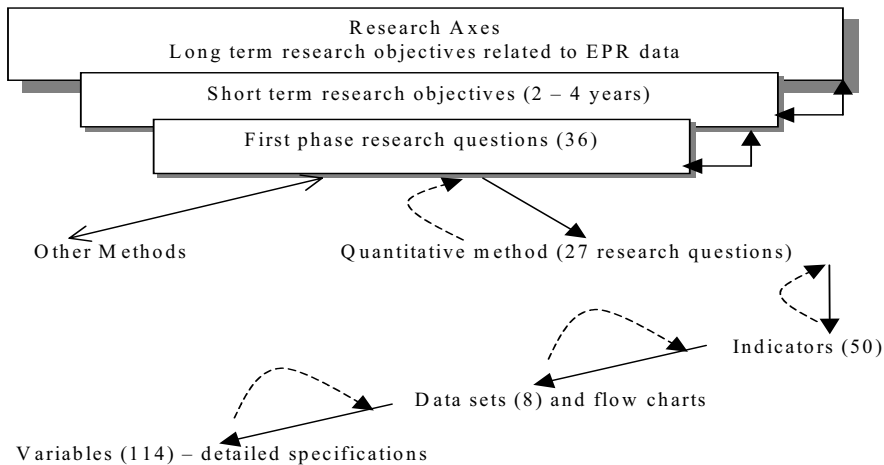 Research Axes
Long term research objectives related to EPR data
Short term research objectives (2 – 4 years)
First phase research questions (36)
Other Methods
Quantitative method (27 research questions)
Indicators (50)
Data sets (8) and flow charts
Variables (114) – detailed specifications